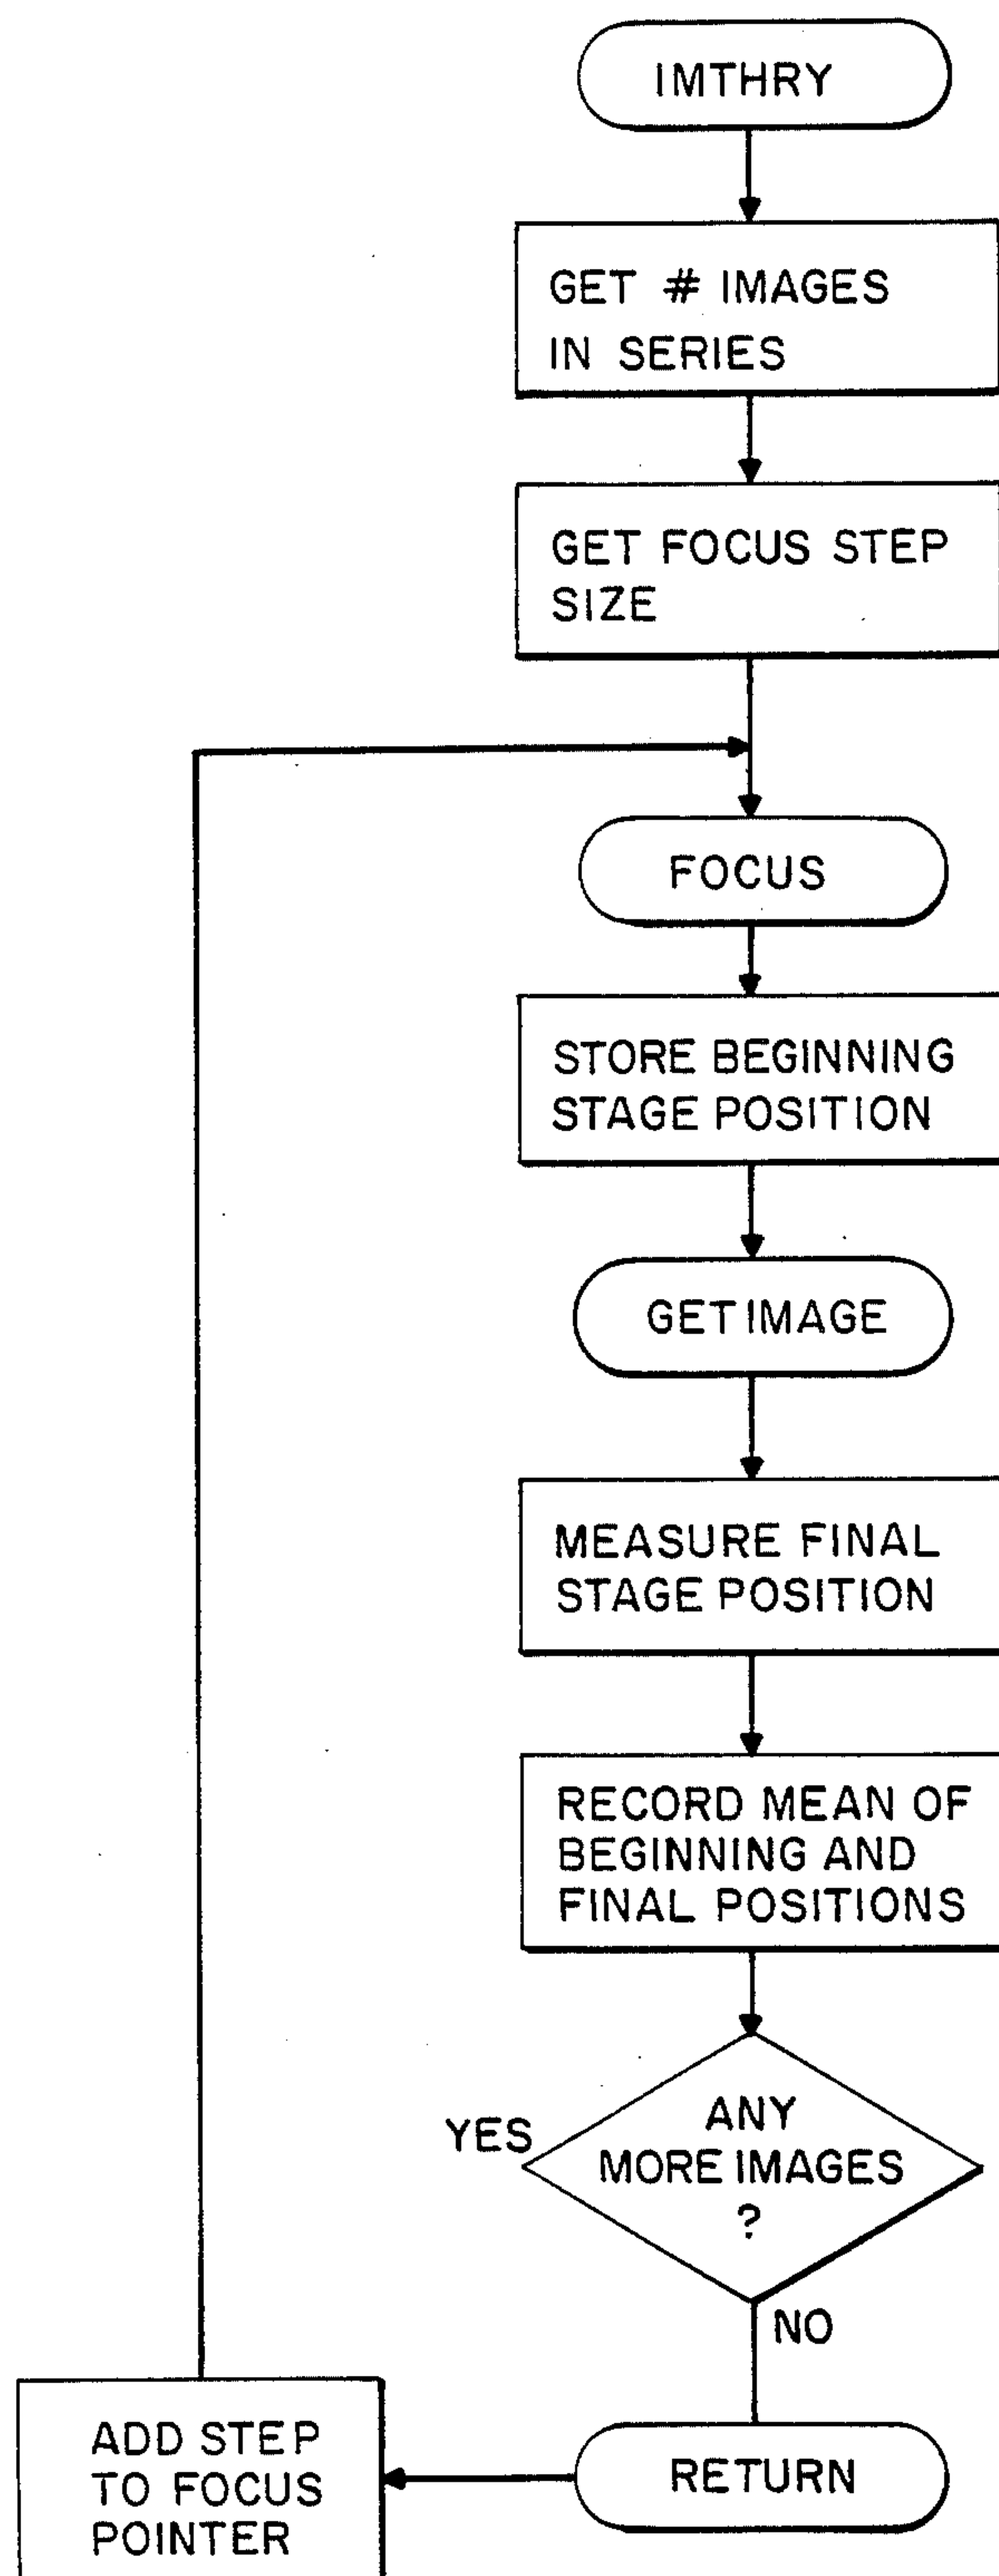 IMTHRY
GET # IMAGES
IN SERIES
GET FOCUS STEP
SIZE
FOCUS
STORE BEGINNING
STAGE POSITION
GET IMAGE
MEASURE FINAL
STAGE POSITION
RECORD MEAN OF
BEGINNING AND
FINAL POSITIONS
YES
ANY
MORE IMAGES
?
NO
ADD STEP
TO FOCUS
POINTER
RETURN